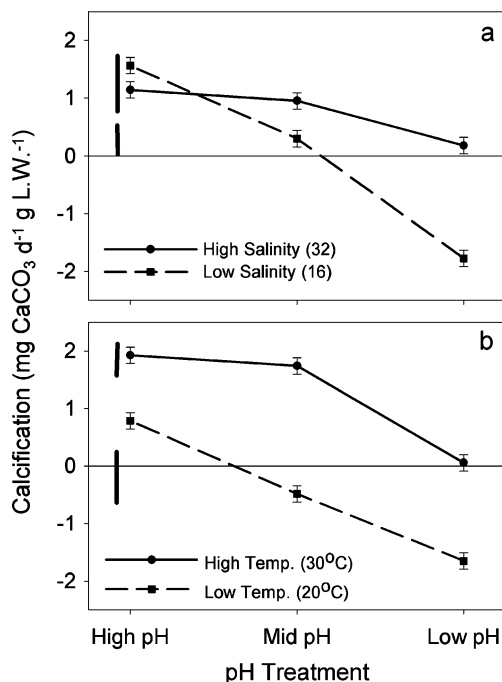 a
2
1
0
-1
-2
High Salinity (32)
Low Salinity (16)
Calcification (mg CaCO3 d-1 g L.W.-1)
b
2
1
0
-1
-2
High Temp. (30°C)
Low Temp. (20°C)
High pH Mid pH Low pH
pH Treatment